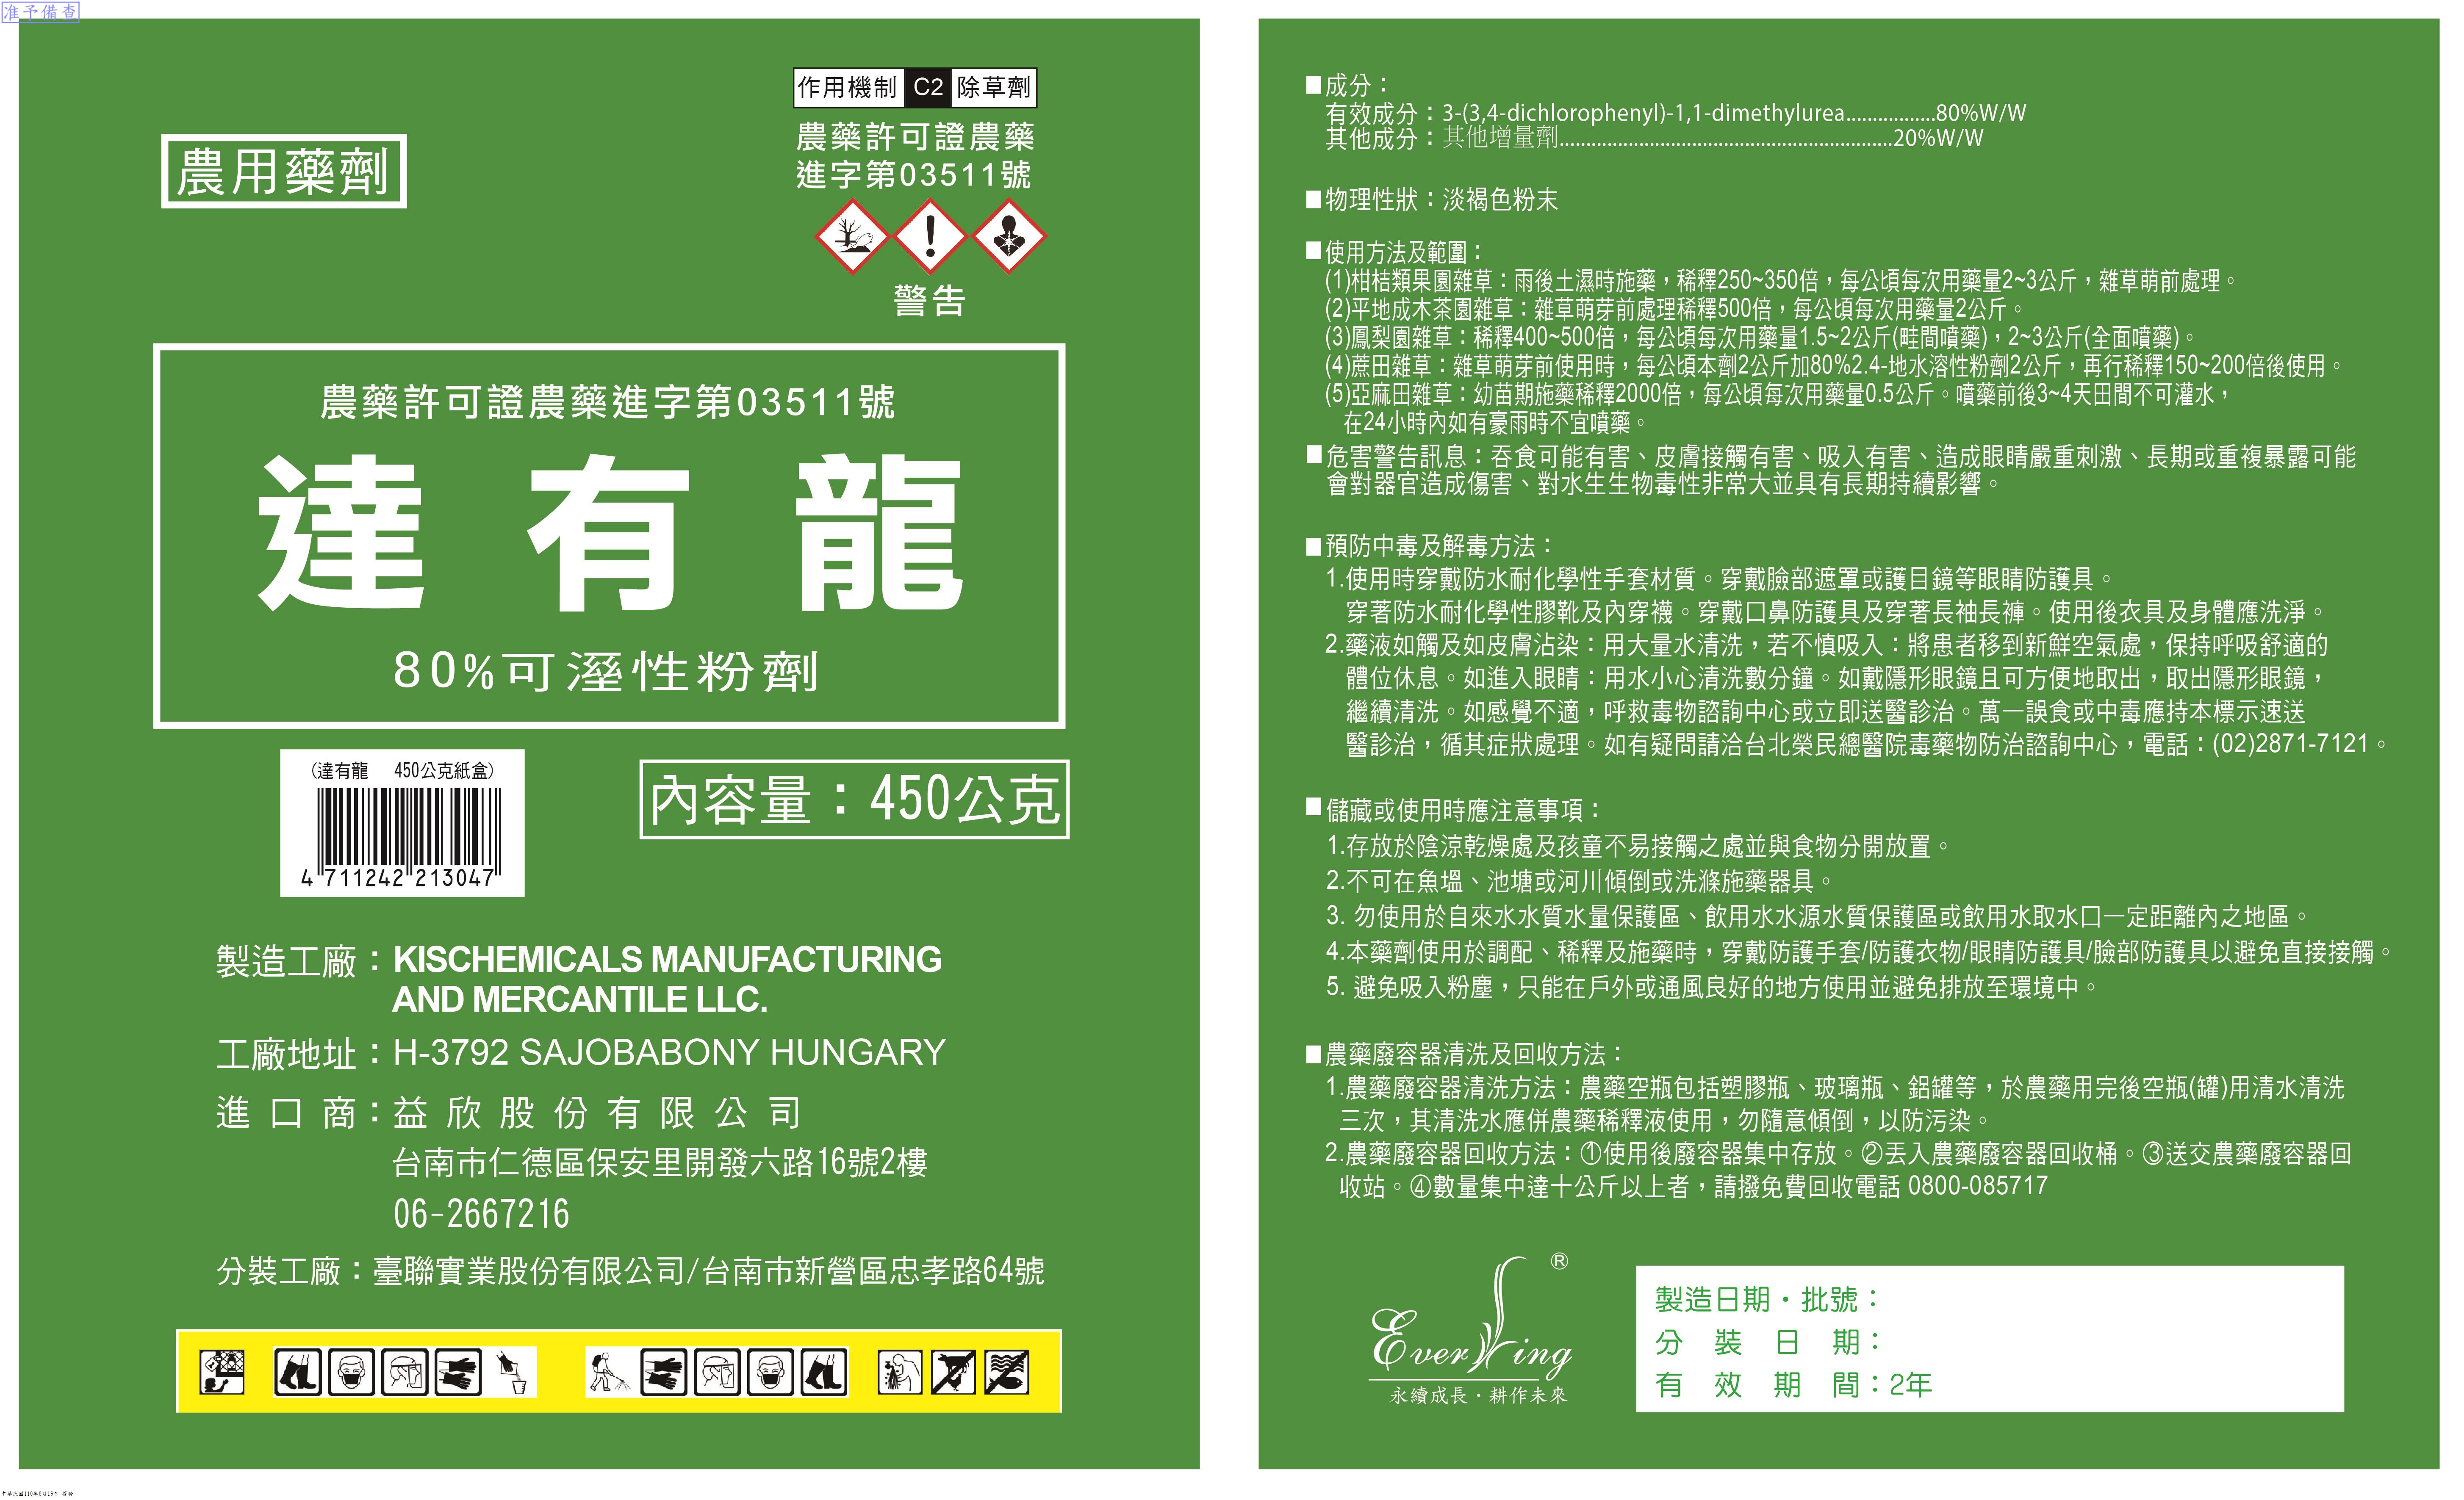 准予備查
作用機制 C2 除草劑
農用藥劑
農藥許可證農藥
進字第03511號
警告
農藥許可證農藥進字第03511號
達有龍
80%可溼性粉劑
(達有龍 450公克紙盒)
4 711242 213047
內容量：450公克
製造工廠：KISCHEMICALS MANUFACTURING
AND MERCANTILE LLC.
工廠地址：H-3792 SAJOBABONY HUNGARY
進口商：益欣股份有限公司
台南市仁德區保安里開發六路16號2樓
06-2667216
分裝工廠：臺聯實業股份有限公司/台南市新營區忠孝路64號
■成分：
有效成分：3-(3,4-dichlorophenyl)-1,1-dimethylurea.................80%W/W
其他成分：其他增量劑...............................................................20%W/W
■物理性狀：淡褐色粉末
■使用方法及範圍：
(1)柑桔類果園雜草：雨後土濕時施藥，稀釋250~350倍，每公頃每次用藥量2~3公斤，雜草萌前處理。
(2)平地成木茶園雜草：雜草萌芽前處理稀釋500倍，每公頃每次用藥量2公斤。
(3)鳳梨園雜草：稀釋400~500倍，每公頃每次用藥量1.5~2公斤(畦間噴藥)，2~3公斤(全面噴藥)。
(4)蔗田雜草：雜草萌芽前使用時，每公頃本劑2公斤加80%2.4-地水溶性粉劑2公斤，再行稀釋150~200倍後使用。
(5)亞麻田雜草：幼苗期施藥稀釋2000倍，每公頃每次用藥量0.5公斤。噴藥前後3~4天田間不可灌水，
在24小時內如有豪雨時不宜噴藥。
■危害警告訊息：吞食可能有害、皮膚接觸有害、吸入有害、造成眼睛嚴重刺激、長期或重複暴露可能
會對器官造成傷害、對水生生物毒性非常大並具有長期持續影響。
■預防中毒及解毒方法：
1.使用時穿戴防水耐化學性手套材質。穿戴臉部遮罩或護目鏡等眼睛防護具。
穿著防水耐化學性膠靴及內穿襪。穿戴口鼻防護具及穿著長袖長褲。使用後衣具及身體應洗淨。
2.藥液如觸及如皮膚沾染：用大量水清洗，若不慎吸入：將患者移到新鮮空氣處，保持呼吸舒適的
體位休息。如進入眼睛：用水小心清洗數分鐘。如戴隱形眼鏡且可方便地取出，取出隱形眼鏡，
繼續清洗。如感覺不適，呼救毒物諮詢中心或立即送醫診治。萬一誤食或中毒應持本標示速送
醫診治，循其症狀處理。如有疑問請洽台北榮民總醫院毒藥物防治諮詢中心，電話：(02)2871-7121。
■儲藏或使用時應注意事項：
1.存放於陰涼乾燥處及孩童不易接觸之處並與食物分開放置。
2.不可在魚塭、池塘或河川傾倒或洗滌施藥器具。
3. 勿使用於自來水水質水量保護區、飲用水水源水質保護區或飲用水取水口一定距離內之地區。
4.本藥劑使用於調配、稀釋及施藥時，穿戴防護手套/防護衣物/眼睛防護具/臉部防護具以避免直接接觸。
5. 避免吸入粉塵，只能在戶外或通風良好的地方使用並避免排放至環境中。
■農藥廢容器清洗及回收方法：
1.農藥廢容器清洗方法：農藥空瓶包括塑膠瓶、玻璃瓶、鋁罐等，於農藥用完後空瓶(罐)用清水清洗
三次，其清洗水應併農藥稀釋液使用，勿隨意傾倒，以防污染。
2.農藥廢容器回收方法：①使用後廢容器集中存放。②丟入農藥廢容器回收桶。③送交農藥廢容器回
收站。④數量集中達十公斤以上者，請撥免費回收電話 0800-085717
Ever Xing ®
永續成長·耕作未來
製造日期·批號：
分裝日期：
有效期間：2年
中華民國110年9月16日